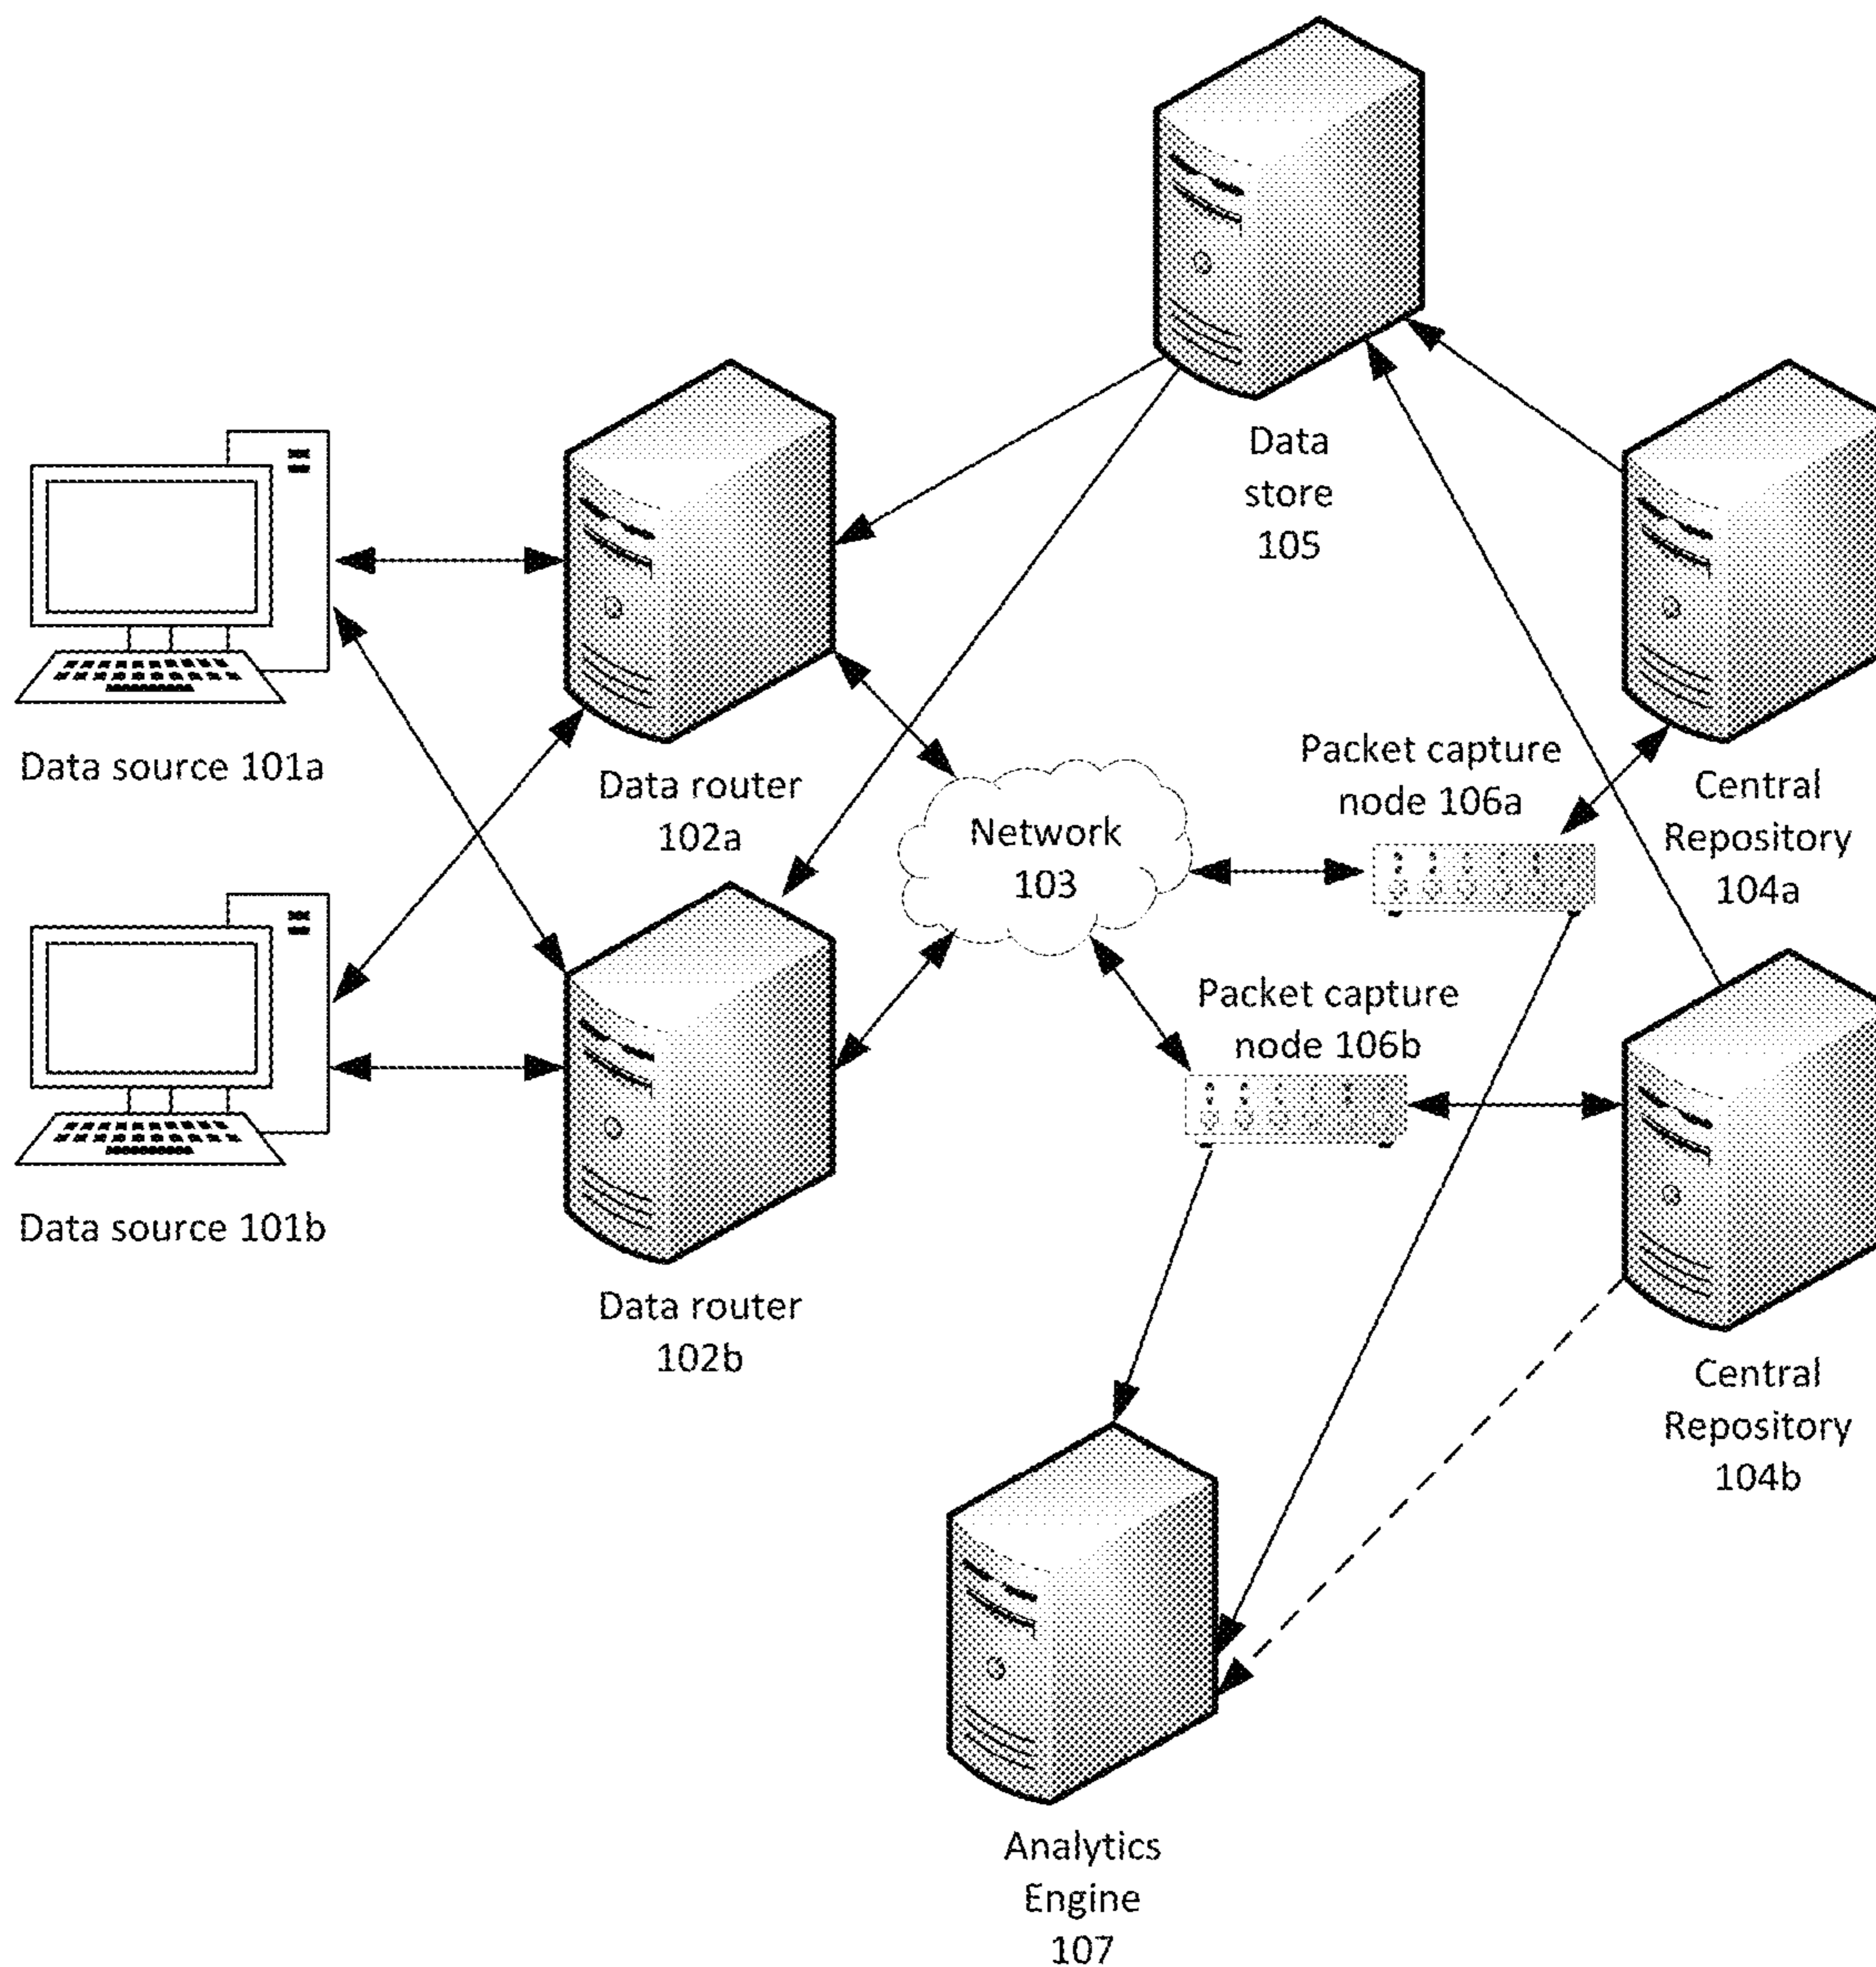 Data
store
105
Data source 101a
Data router
102a
Network
103
Packet capture
node 106a
Central
Repository
104a
Packet capture
node 106b
Data source 101b
Data router
102b
Central
Repository
104b
Analytics
Engine
107